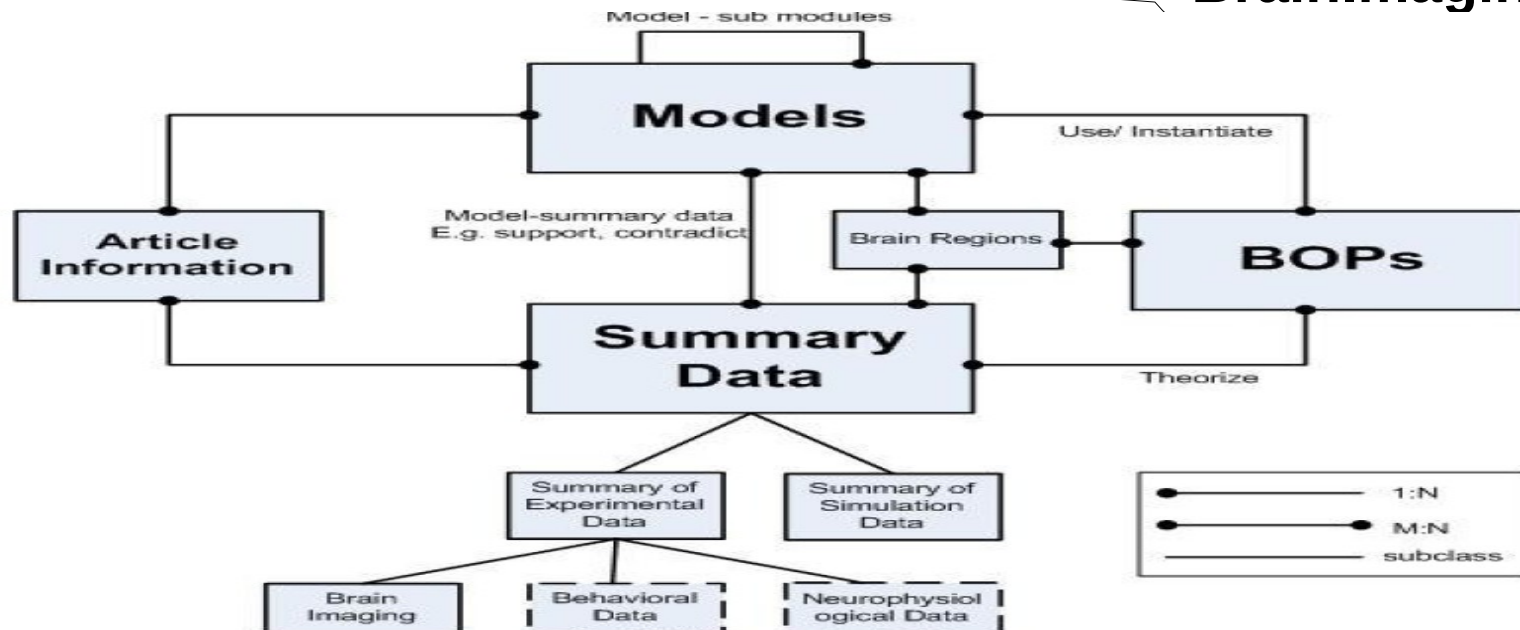 Model - sub modules
Models
Use/ Instantiate
Model-summary data
E.g. support, contradict
Article
Information
Brain Regions
BOPs
Summary
Data
Theorize
Summary of
Experimental
Data
Summary of
Simulation
Data
1:N
M:N
subclass
Brain
Imaging
Behavioral
Data
Neurophysiol
ogical Data